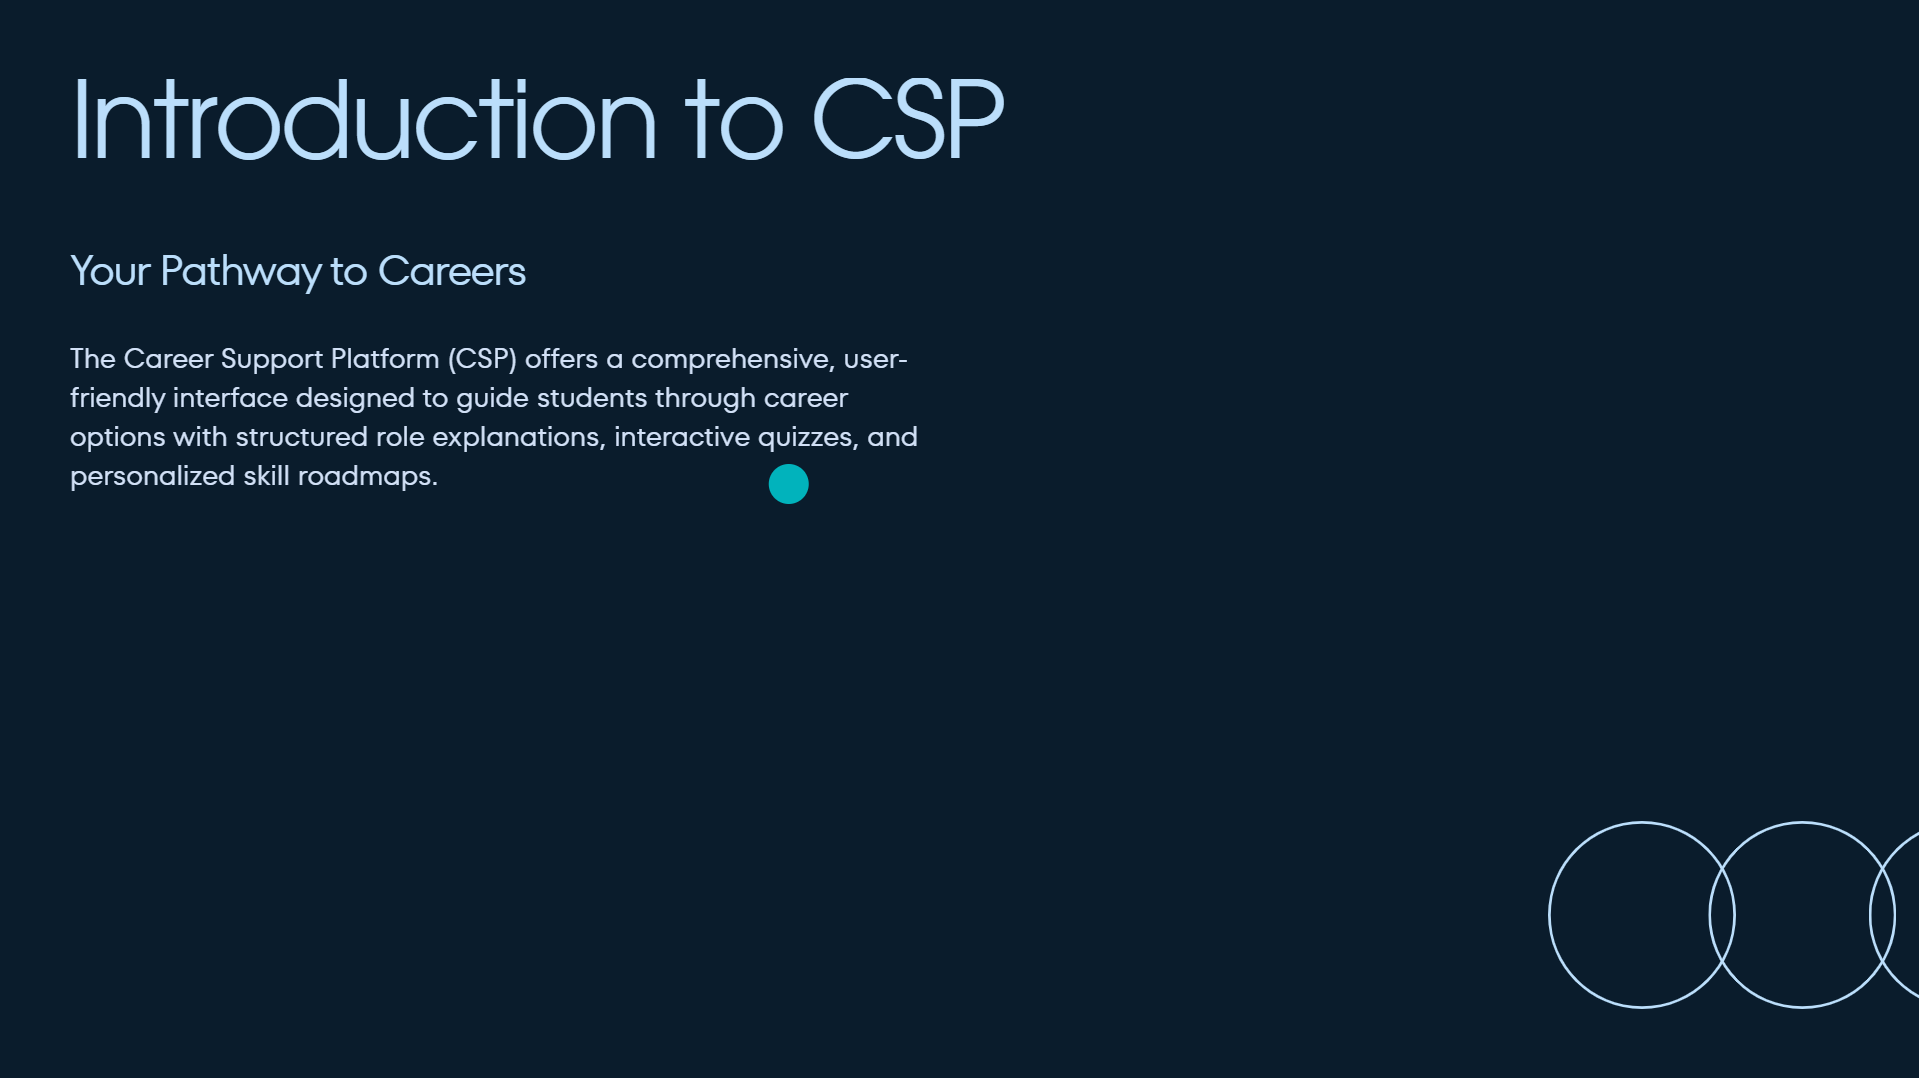 Introduction to CSP
Your Pathway to Careers
The Career Support Platform (CSP) offers a comprehensive, user-
friendly interface designed to guide students through career
options with structured role explanations, interactive quizzes, and
personalized skill roadmaps.